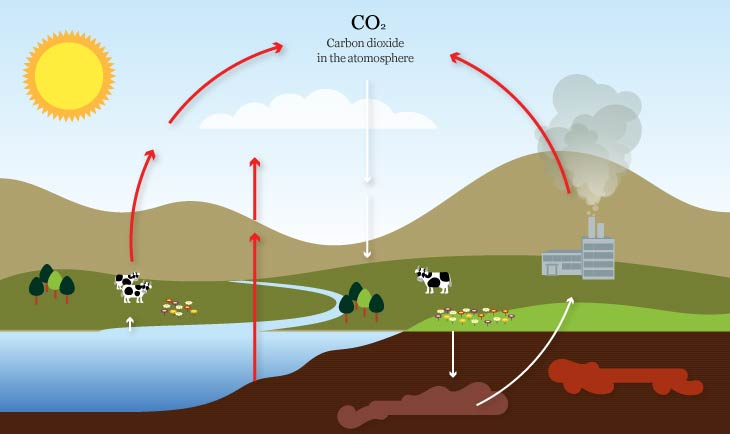 CO₂
Carbon dioxide
in the atomosphere